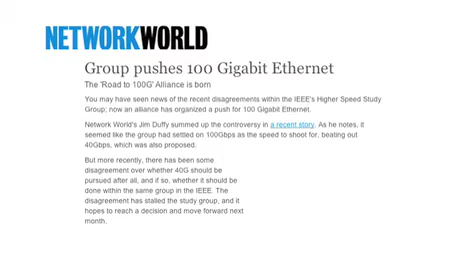 NETWORKWORLD
Group pushes 100 Gigabit Ethernet
The 'Road to 100G' Alliance is born
You may have seen news of the recent disagreements within the IEEE's Higher Speed Study
Group; now an alliance has organized a push for 100 Gigabit Ethernet.
Network World's Jim Duffy summed up the controversy in a recent story. As he notes, it
seemed like the group had settled on 100Gbps as the speed to shoot for, beating out
40Gbps, which was also proposed.
But more recently, there has been some
disagreement over whether 40G should be
pursued after all, and if so, whether it should be
done within the same group in the IEEE. The
disagreement has stalled the study group, and it
hopes to reach a decision and move forward next
month.